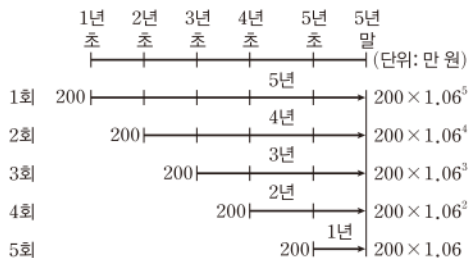 1년 2년 3년 4년 5년 5년
초 초 초 초 초 말
(단위: 만 원)
5년
1회 200 200×1.06⁵
4년
2회 200 200×1.06⁴
3년
3회 200 200×1.06³
2년
4회 200 200×1.06²
1년
5회 200 200×1.06